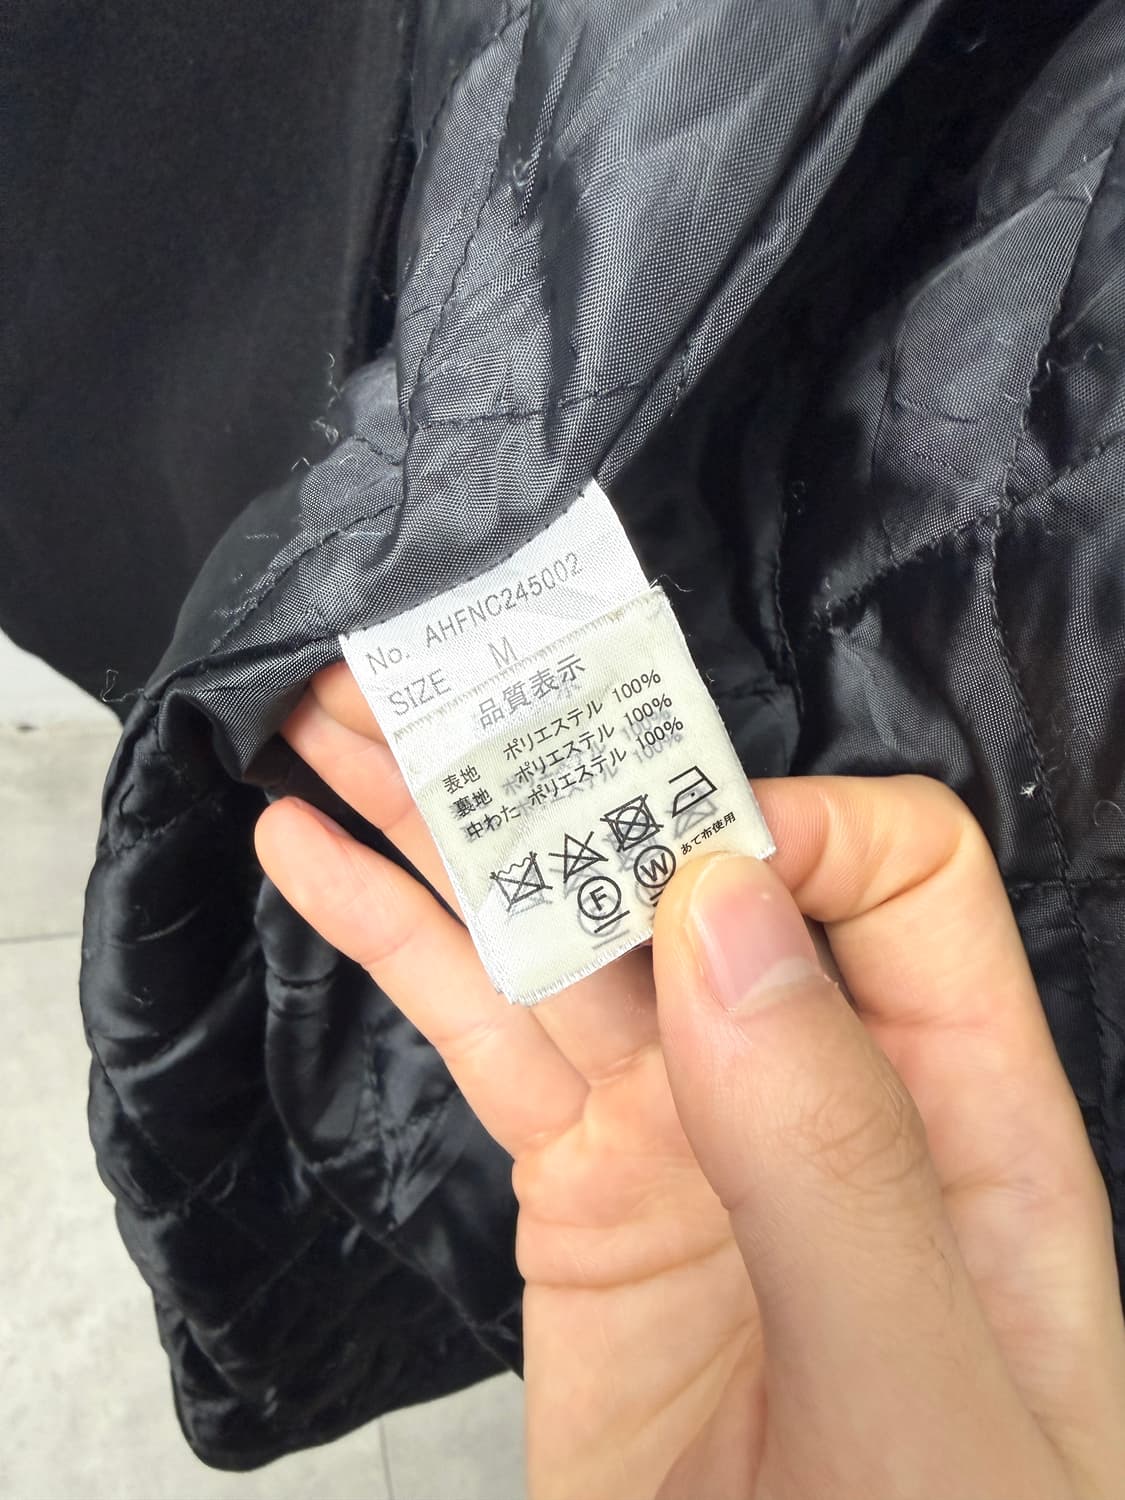 No. AHFNC245002
SIZE M
品質表示
表地 ポリエステル 100%
裏地 ポリエステル 100%
中わた ポリエステル 100%
あて布使用
F W